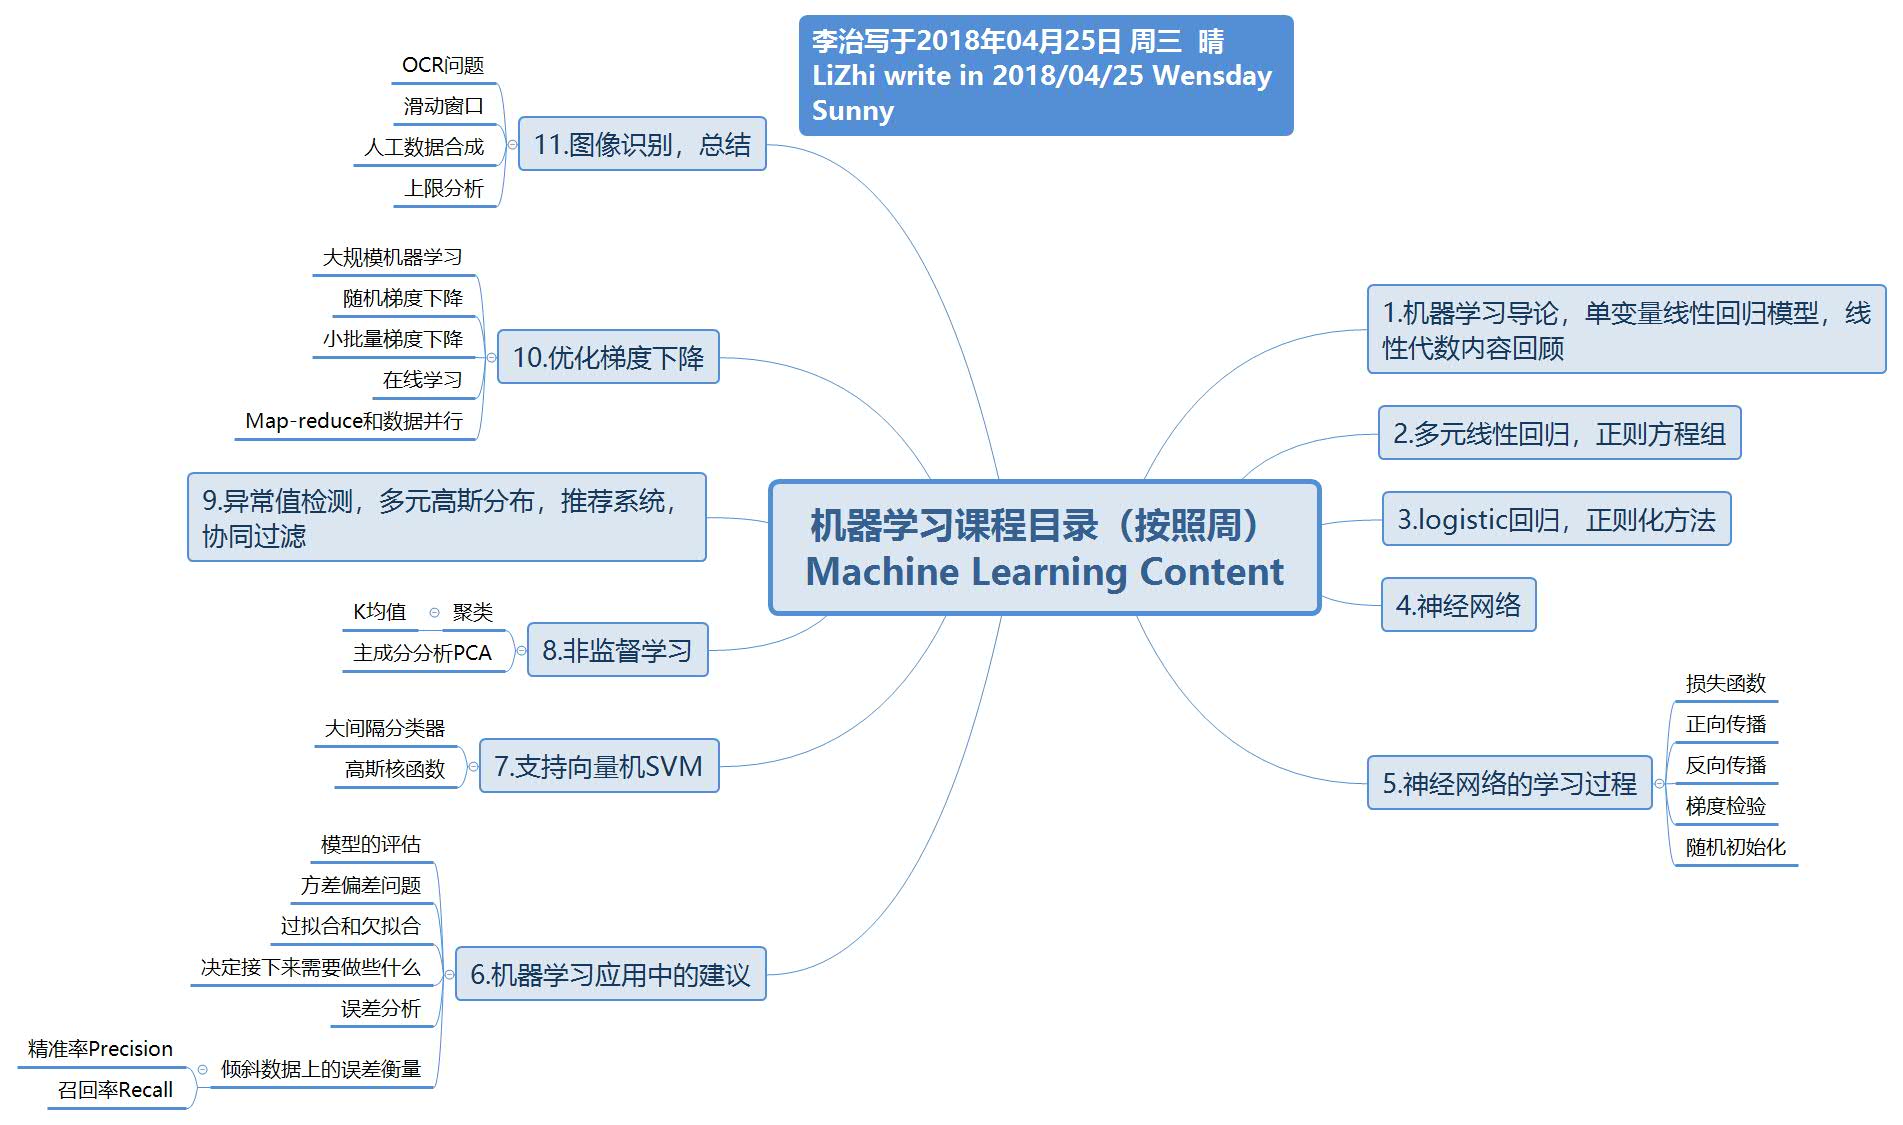 李治写于2018年04月25日 周三  晴
LiZhi write in 2018/04/25 Wensday
Sunny
机器学习课程目录（按照周）
Machine Learning Content
1.机器学习导论，单变量线性回归模型，线
性代数内容回顾
2.多元线性回归，正则方程组
3.logistic回归，正则化方法
4.神经网络
5.神经网络的学习过程
损失函数
正向传播
反向传播
梯度检验
随机初始化
6.机器学习应用中的建议
模型的评估
方差偏差问题
过拟合和欠拟合
决定接下来需要做些什么
误差分析
倾斜数据上的误差衡量
精准率Precision
召回率Recall
7.支持向量机SVM
大间隔分类器
高斯核函数
8.非监督学习
聚类
K均值
主成分分析PCA
9.异常值检测，多元高斯分布，推荐系统，
协同过滤
10.优化梯度下降
大规模机器学习
随机梯度下降
小批量梯度下降
在线学习
Map-reduce和数据并行
11.图像识别，总结
OCR问题
滑动窗口
人工数据合成
上限分析